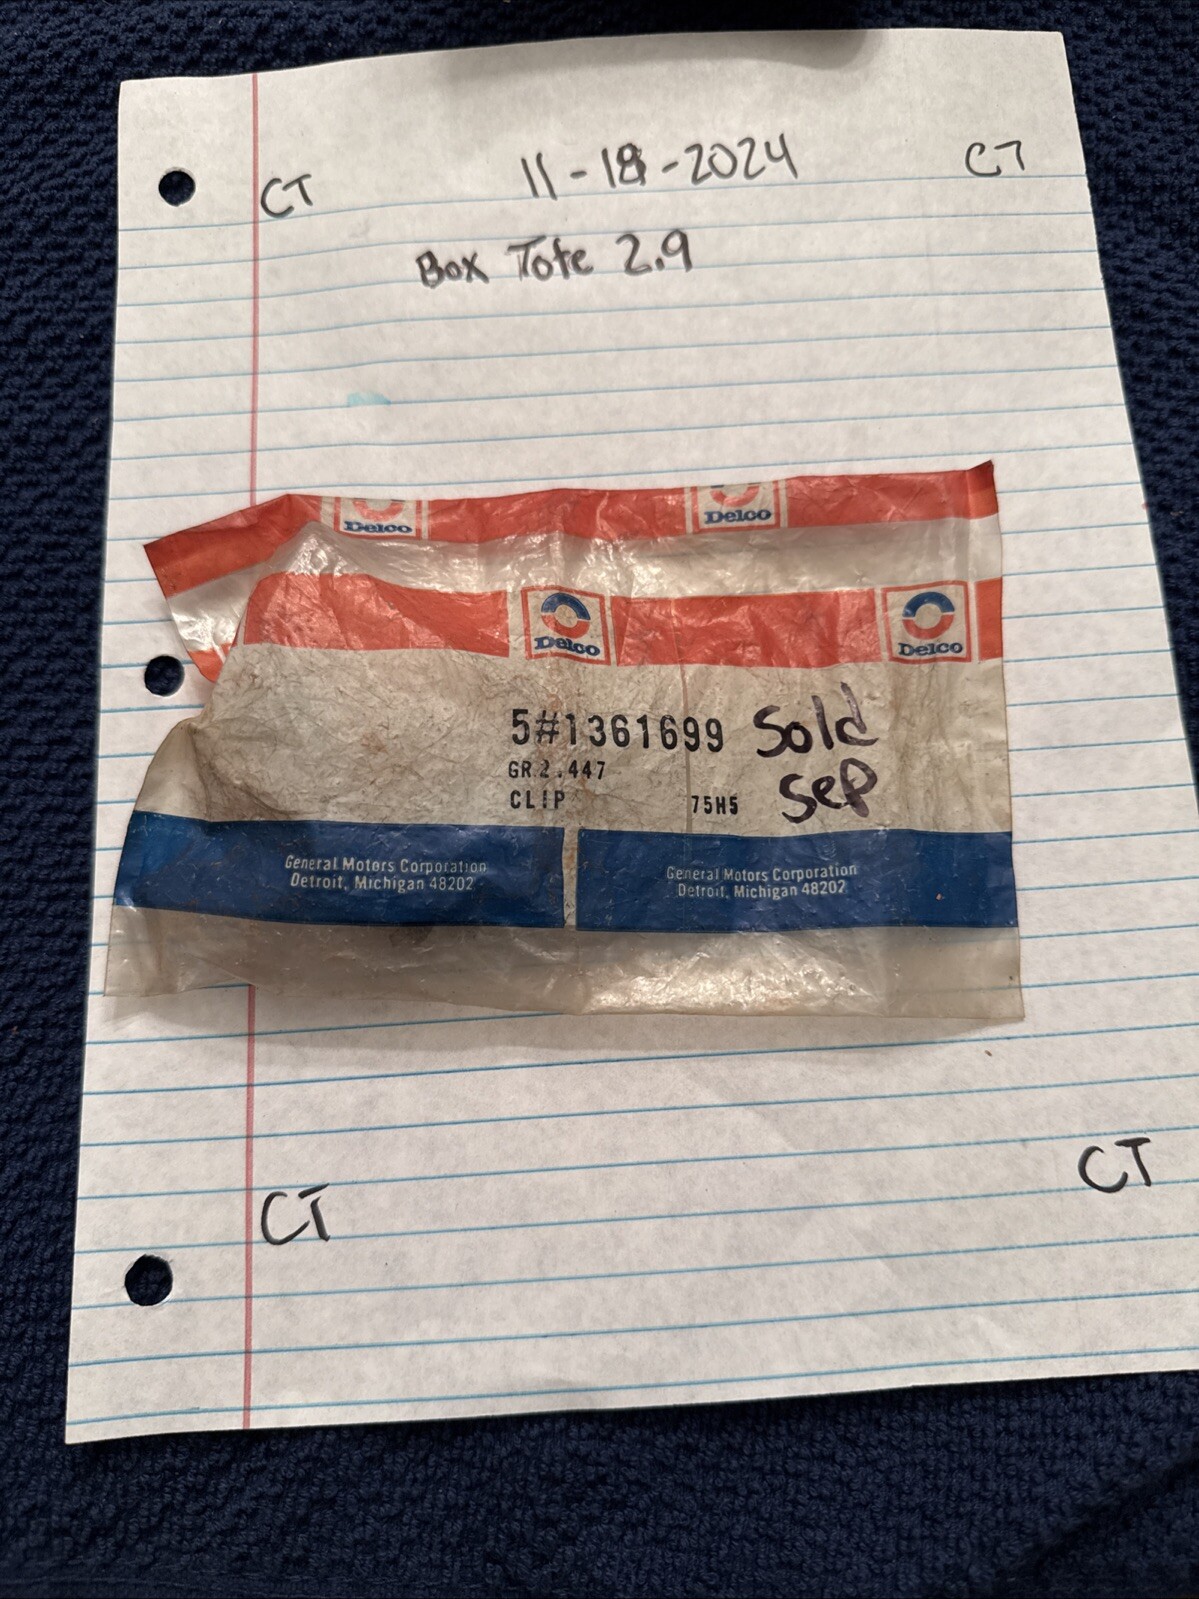 CT 11-18-2024 CT
Box Tote 2.9
Delco Delco
Delco Delco
5#1361699 Sold
GR.2.447
CLIP 75H5 Sep
General Motors Corporation General Motors Corporation
Detroit, Michigan 48202 Detroit, Michigan 48202
CT CT